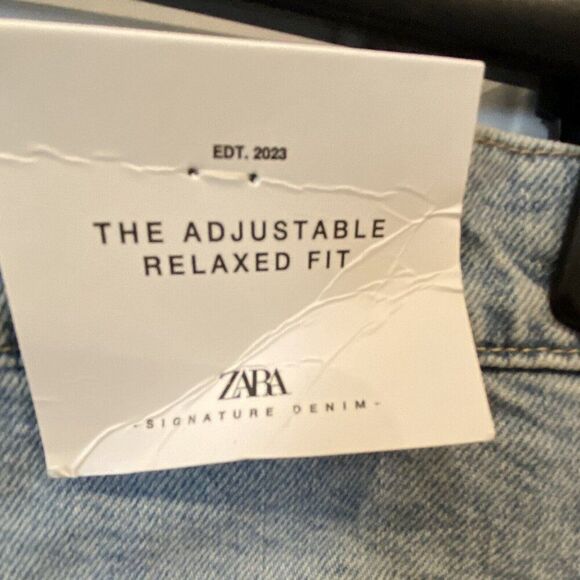 EDT. 2023
THE ADJUSTABLE
RELAXED FIT
ZARA
-SIGNATURE DENIM-